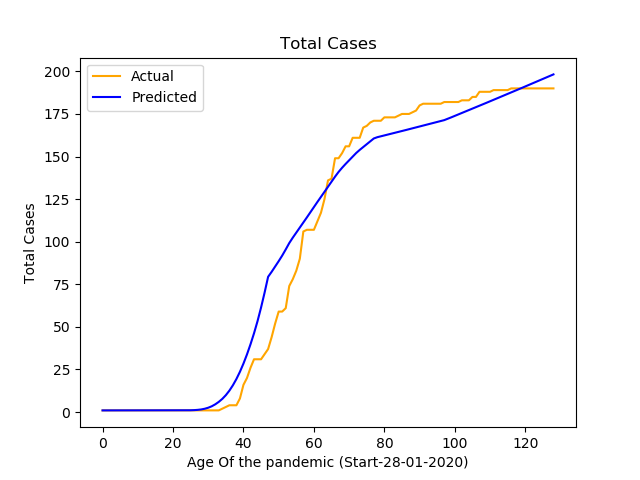 Total Cases
Actual
Predicted
200
175
150
125
100
75
50
25
0
Total Cases
0 20 40 60 80 100 120
Age Of the pandemic (Start-28-01-2020)